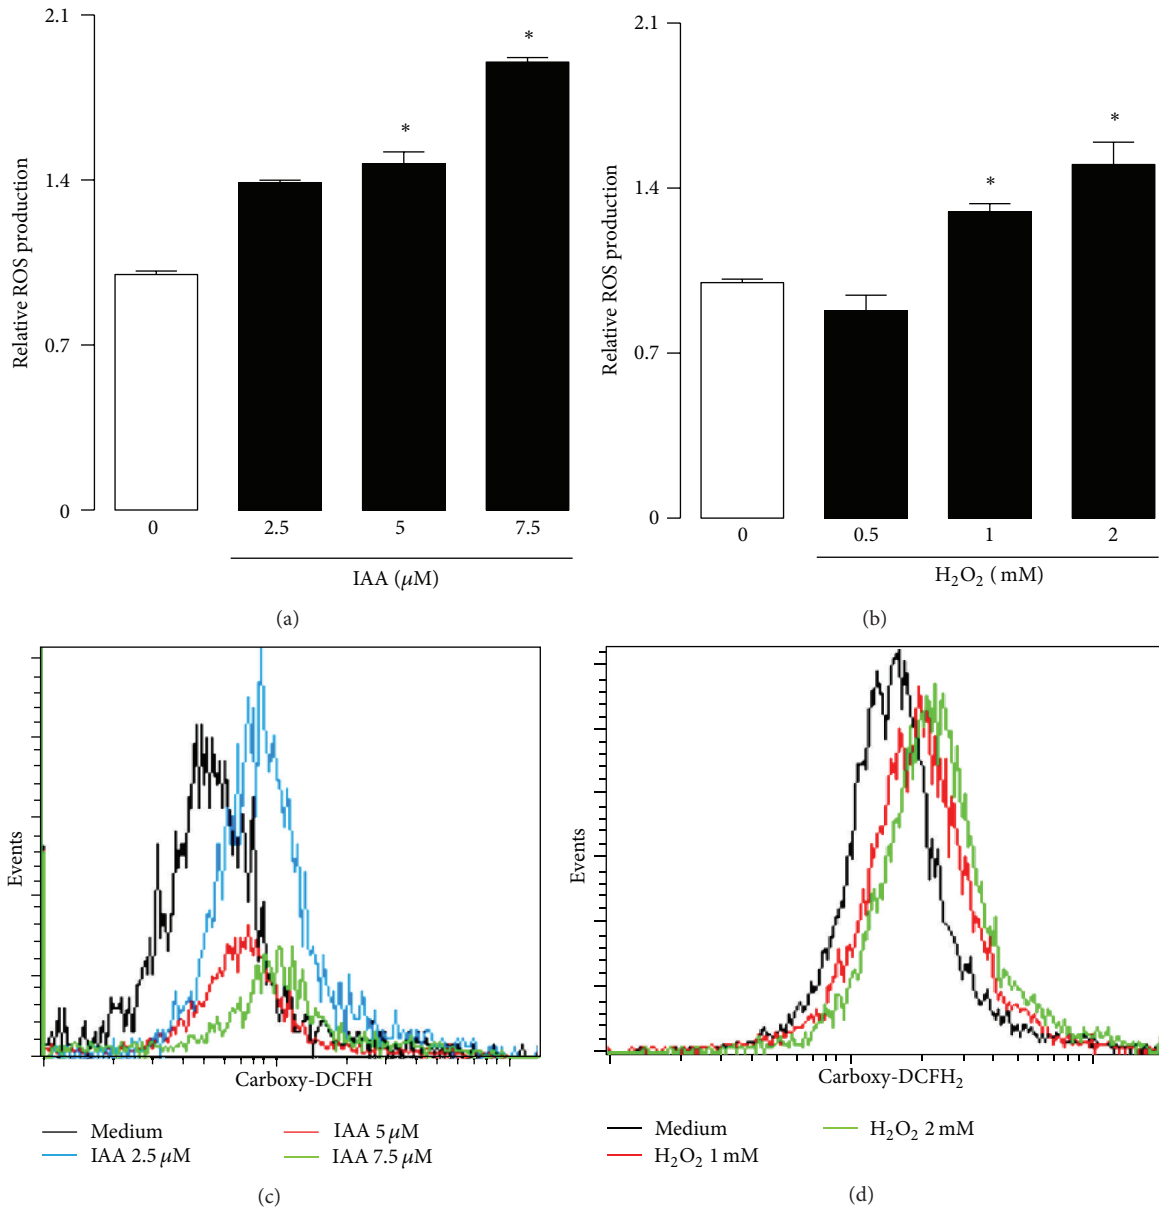 2.1
1.4
0.7
0
Relative ROS production
*
*
0
2.5
5
7.5
IAA (μM)
(a)
2.1
1.4
0.7
0
Relative ROS production
*
*
0
0.5
1
2
H₂O₂ (mM)
(b)
Events
Carboxy-DCFH
Medium
IAA 2.5 μM
IAA 5 μM
IAA 7.5 μM
(c)
Events
Carboxy-DCFH₂
Medium
H₂O₂ 1 mM
H₂O₂ 2 mM
(d)